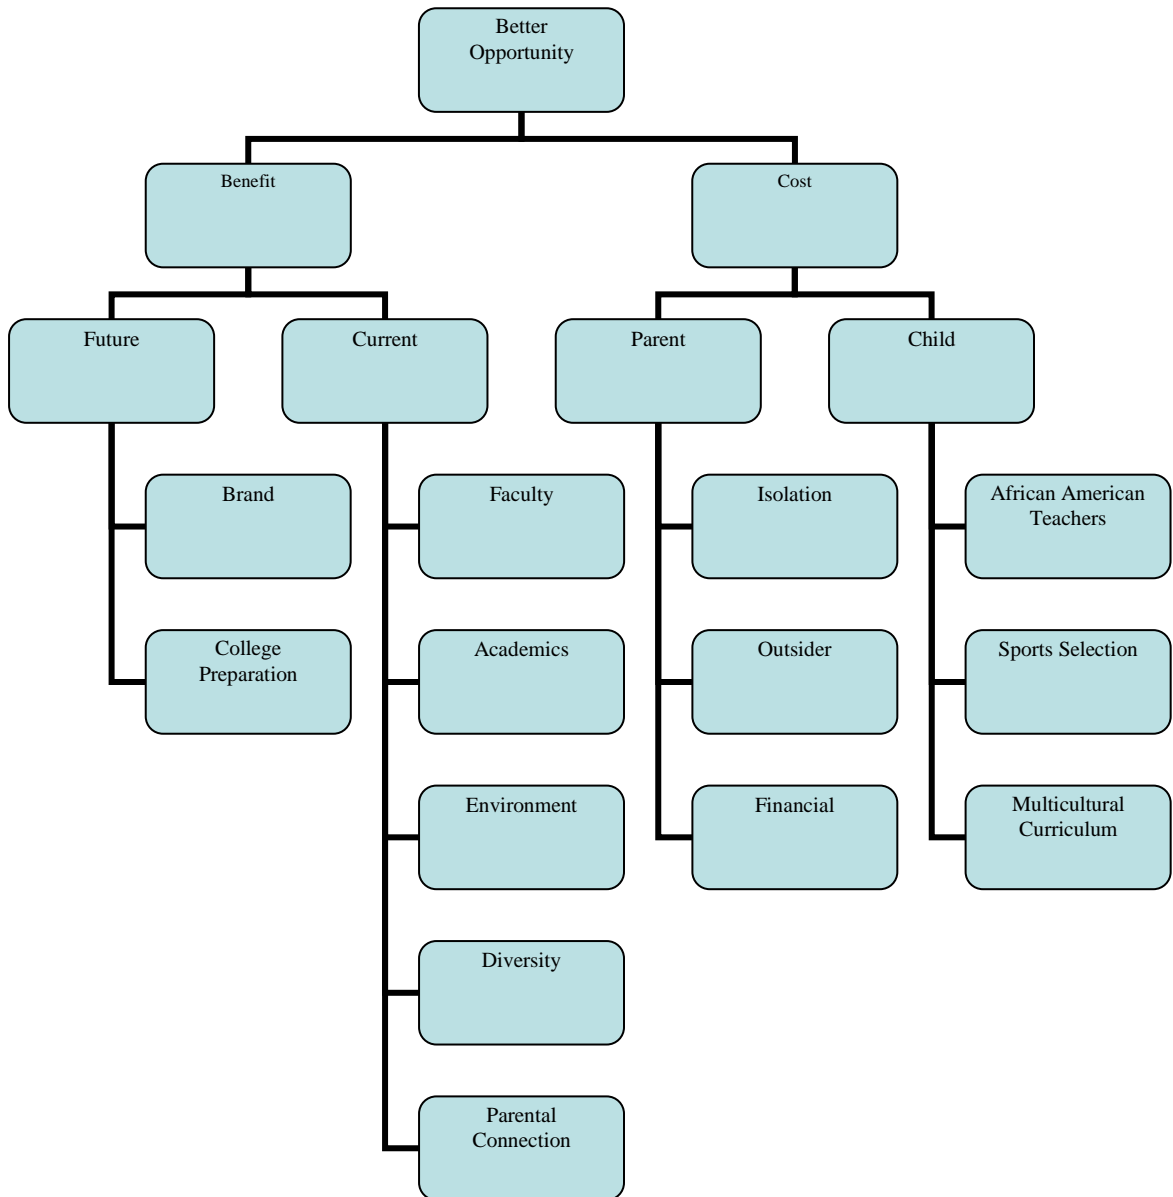 Better
Opportunity
Benefit
Cost
Future
Current
Parent
Child
Brand
Faculty
Isolation
African American
Teachers
College
Preparation
Academics
Outsider
Sports Selection
Environment
Financial
Multicultural
Curriculum
Diversity
Parental
Connection